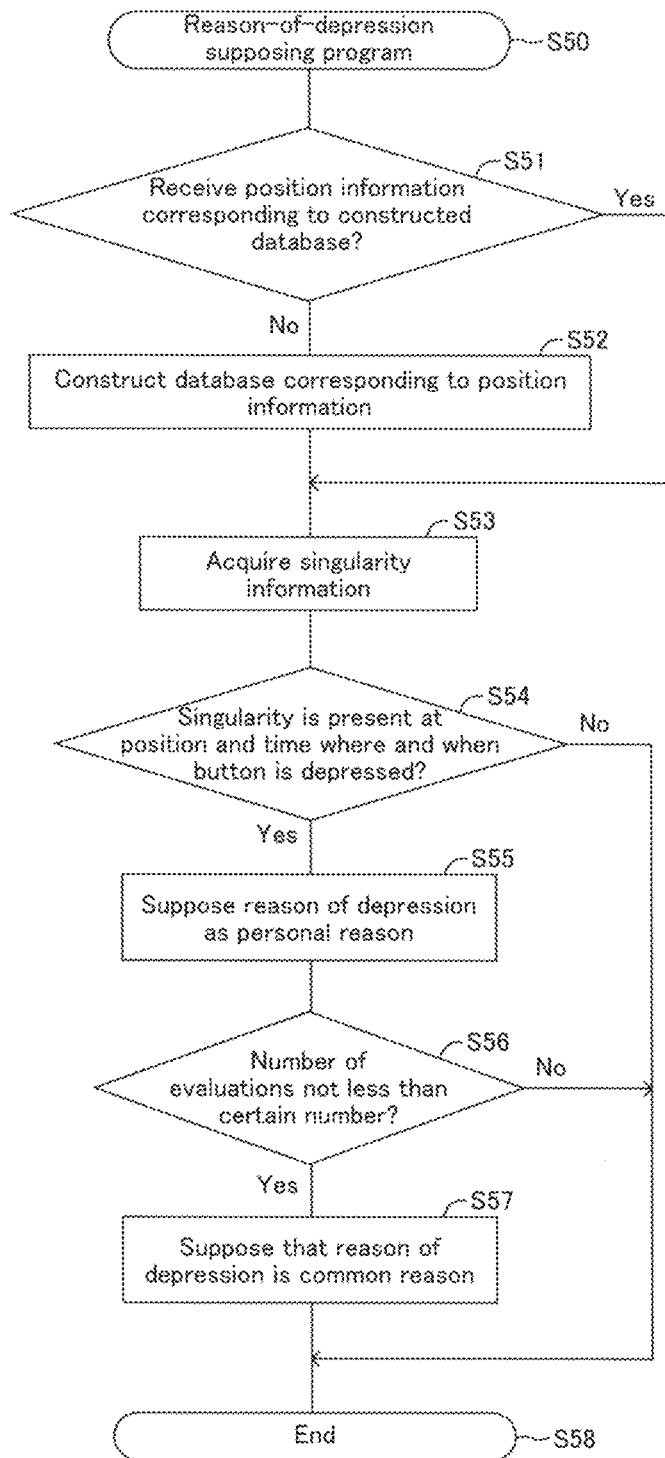 Reason-of-depression
supposing program
S50
S51
Receive position information
corresponding to constructed
database?
Yes
No
S52
Construct database corresponding to position
information
S53
Acquire singularity
information
S54
Singularity is present at
position and time where and when
button is depressed?
No
Yes
S55
Suppose reason of depression
as personal reason
S56
Number of
evaluations not less than
certain number?
No
Yes
S57
Suppose that reason of
depression is common reason
End
S58